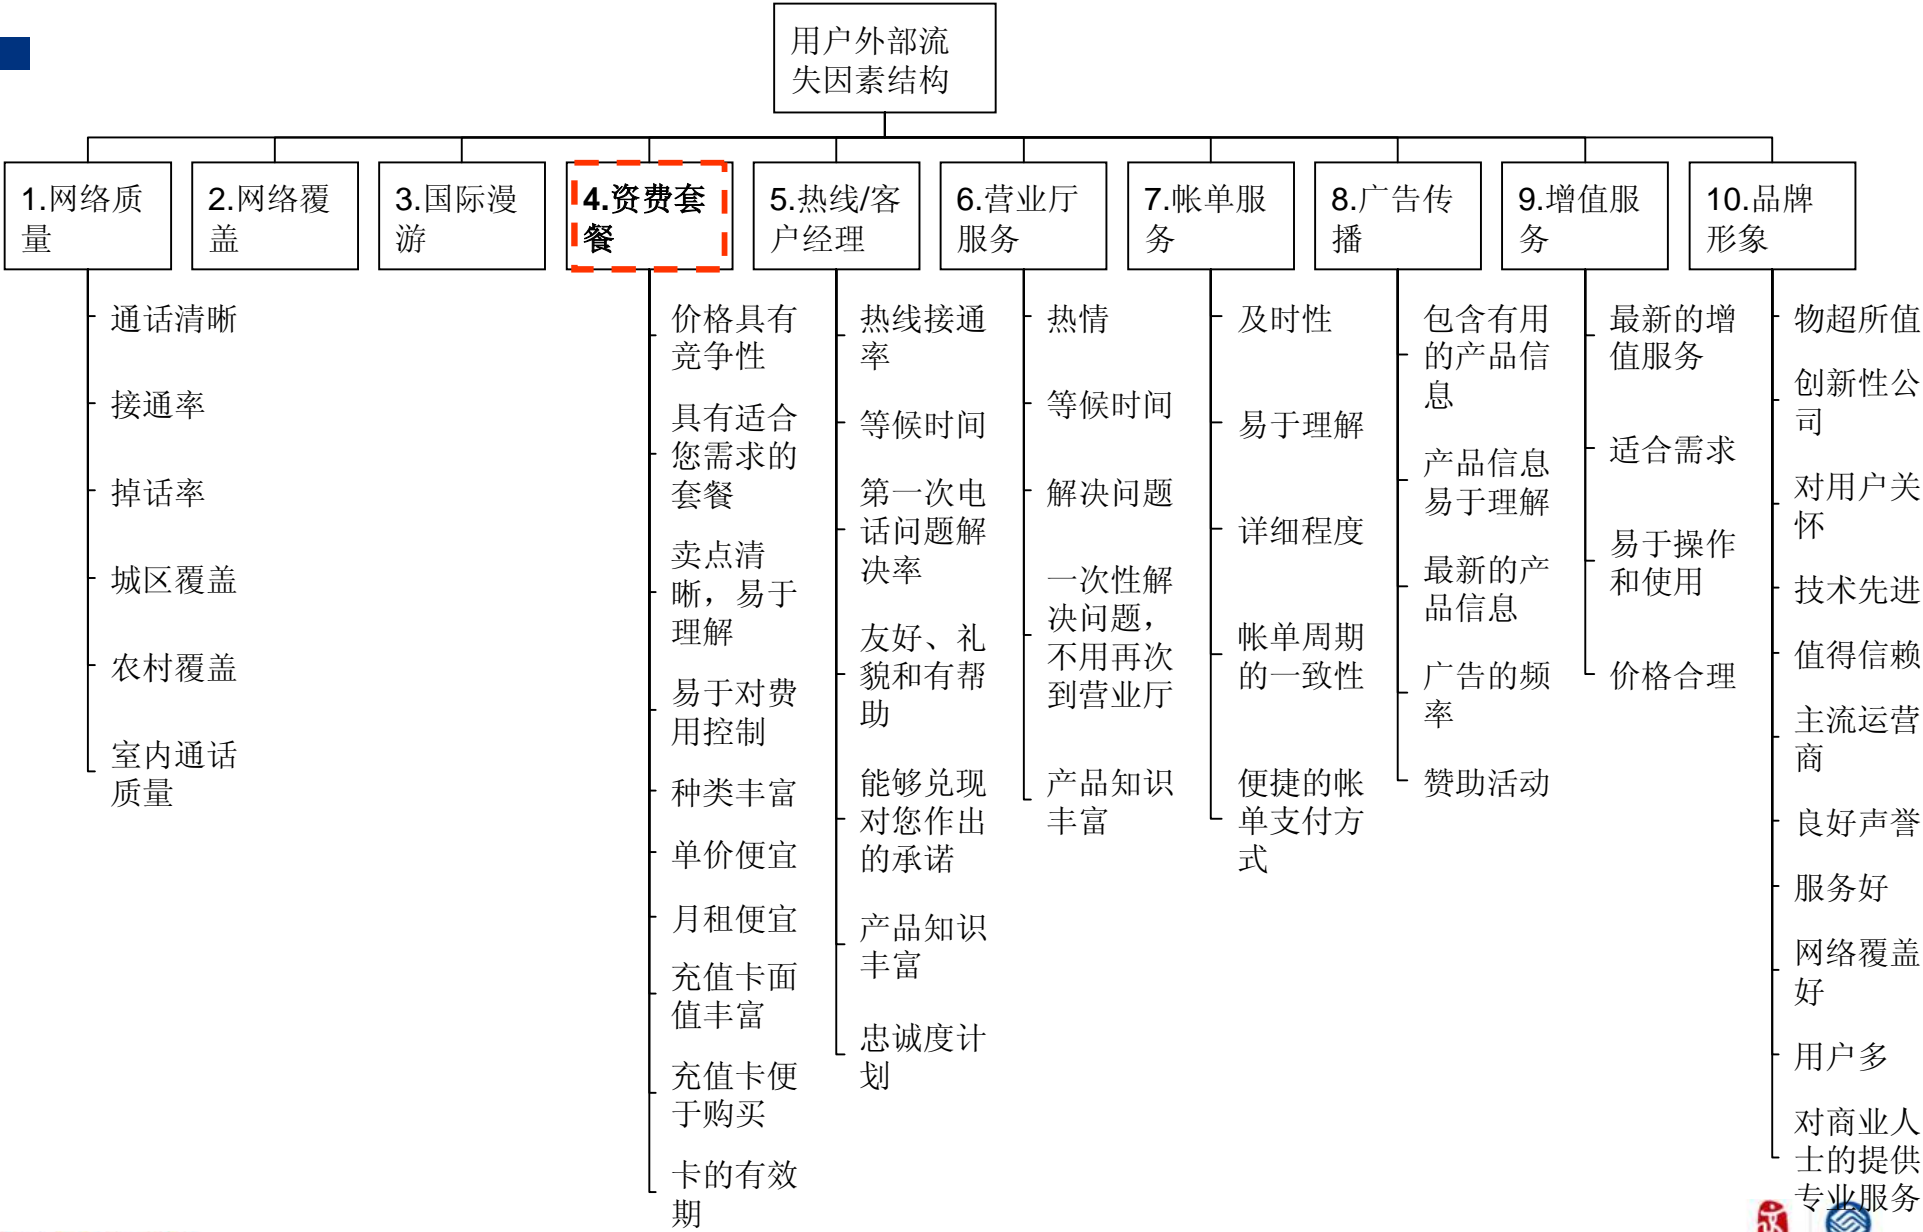 用户外部流
失因素结构
1.网络质
量
2.网络覆
盖
3.国际漫
游
4.资费套
餐
5.热线/客
户经理
6.营业厅
服务
7.帐单服
务
8.广告传
播
9.增值服
务
10.品牌
形象
通话清晰
接通率
掉话率
城区覆盖
农村覆盖
室内通话
质量
价格具有
竞争性
具有适合
您需求的
套餐
卖点清
晰，易于
理解
易于对费
用控制
种类丰富
单价便宜
月租便宜
充值卡面
值丰富
充值卡便
于购买
卡的有效
期
热线接通
率
等候时间
第一次电
话问题解
决率
友好、礼
貌和有帮
助
能够兑现
对您作出
的承诺
产品知识
丰富
忠诚度计
划
热情
等候时间
解决问题
一次性解
决问题，
不用再次
到营业厅
产品知识
丰富
及时性
易于理解
详细程度
帐单周期
的一致性
便捷的帐
单支付方
式
包含有用
的产品信
息
产品信息
易于理解
最新的产
品信息
广告的频
率
赞助活动
最新的增
值服务
适合需求
易于操作
和使用
价格合理
物超所值
创新性公
司
对用户关
怀
技术先进
值得信赖
主流运营
商
良好声誉
服务好
网络覆盖
好
用户多
对商业人
士的提供
专业服务